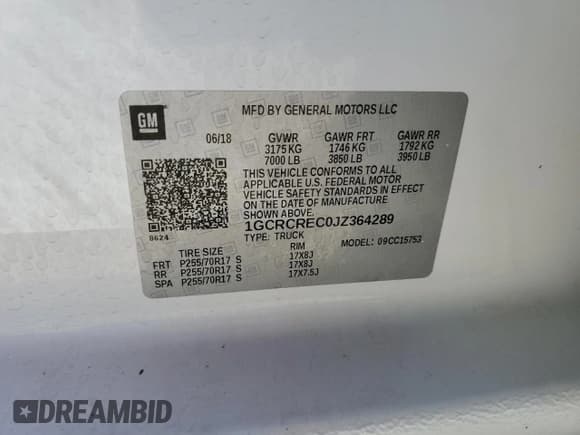 GM
MFD BY GENERAL MOTORS LLC
06/18 GVWR GAWR FRT GAWR RR
3175 KG 1746 KG 1792 KG
7000 LB 3850 LB 3950 LB
THIS VEHICLE CONFORMS TO ALL
APPLICABLE U.S. FEDERAL MOTOR
VEHICLE SAFETY STANDARDS IN EFFECT
ON THE DATE OF MANUFACTURE
SHOWN ABOVE.
1GCRCREC0JZ364289
8624 TYPE: TRUCK MODEL: 09CC15753
TIRE SIZE RIM
FRT P255/70R17 S 17X8J
RR P255/70R17 S 17X8J
SPA P255/70R17 S 17X7.5J
DREAMBID